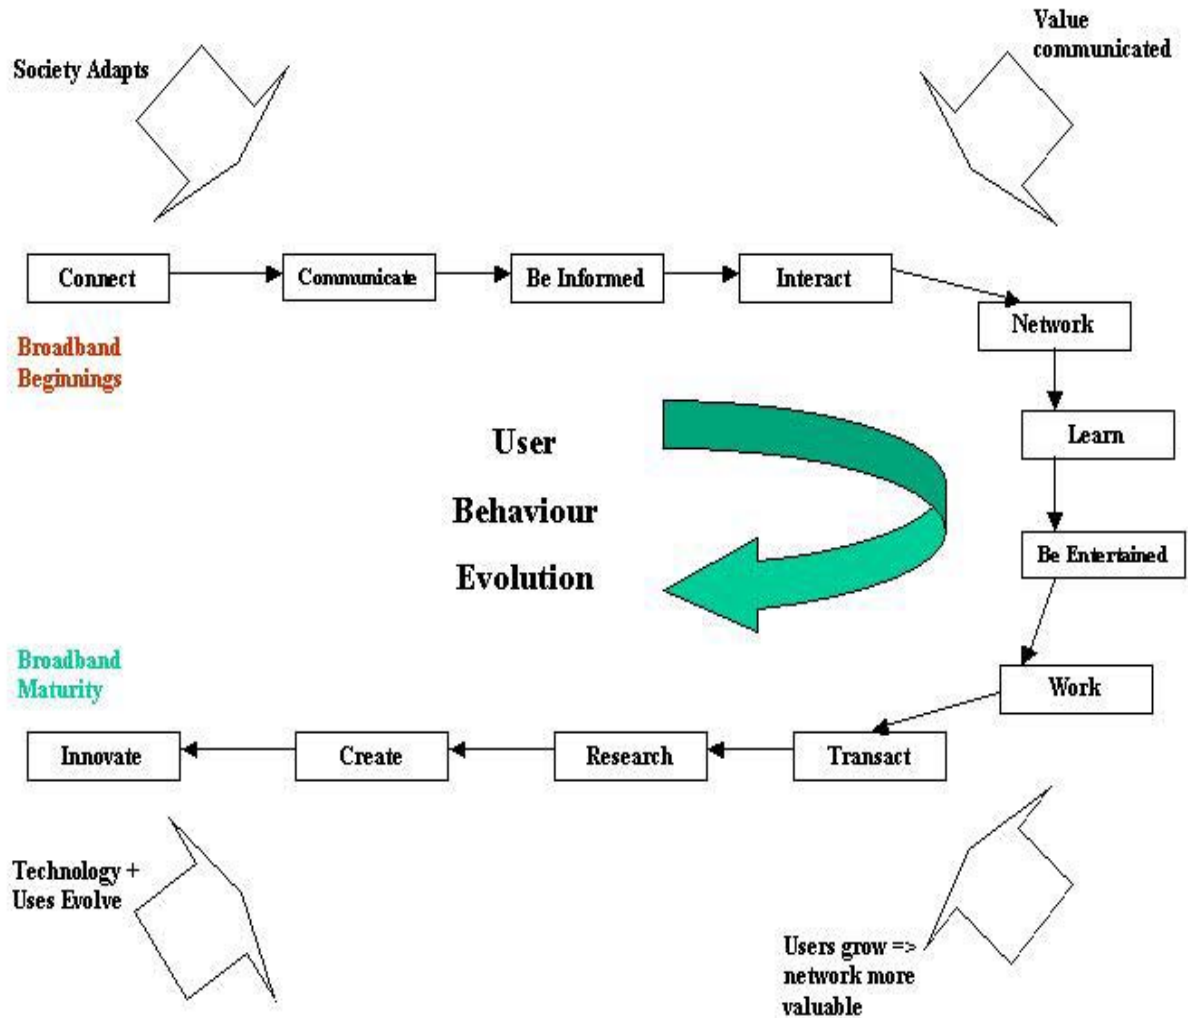 Society Adapts
Value
communicated
Connect
Communicate
Be Informed
Interact
Network
Broadband
Beginnings
Learn
User
Behaviour
Evolution
Be Entertained
Broadband
Maturity
Work
Innovate
Create
Research
Transact
Technology +
Uses Evolve
Users grow =>
network more
valuable